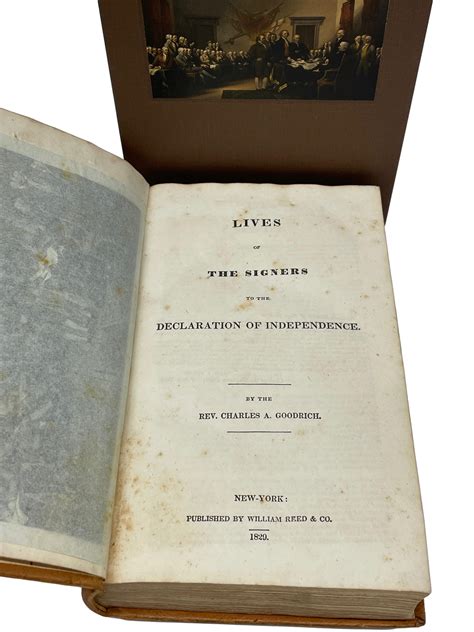 LIVES
OF
THE SIGNERS
TO THE
DECLARATION OF INDEPENDENCE.
BY THE
REV. CHARLES A. GOODRICH.
NEW-YORK:
PUBLISHED BY WILLIAM REED & CO.
1829.